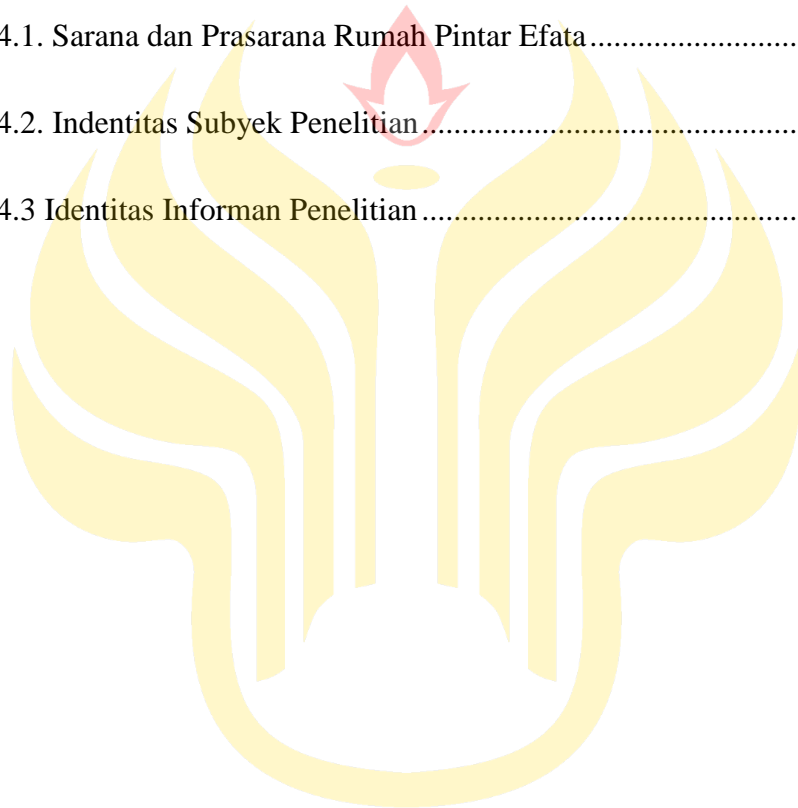 4.1. Sarana dan Prasarana Rumah Pintar Efata.......................
4.2. Indentitas Subyek Penelitian..........................................
4.3 Identitas Informan Penelitian..........................................